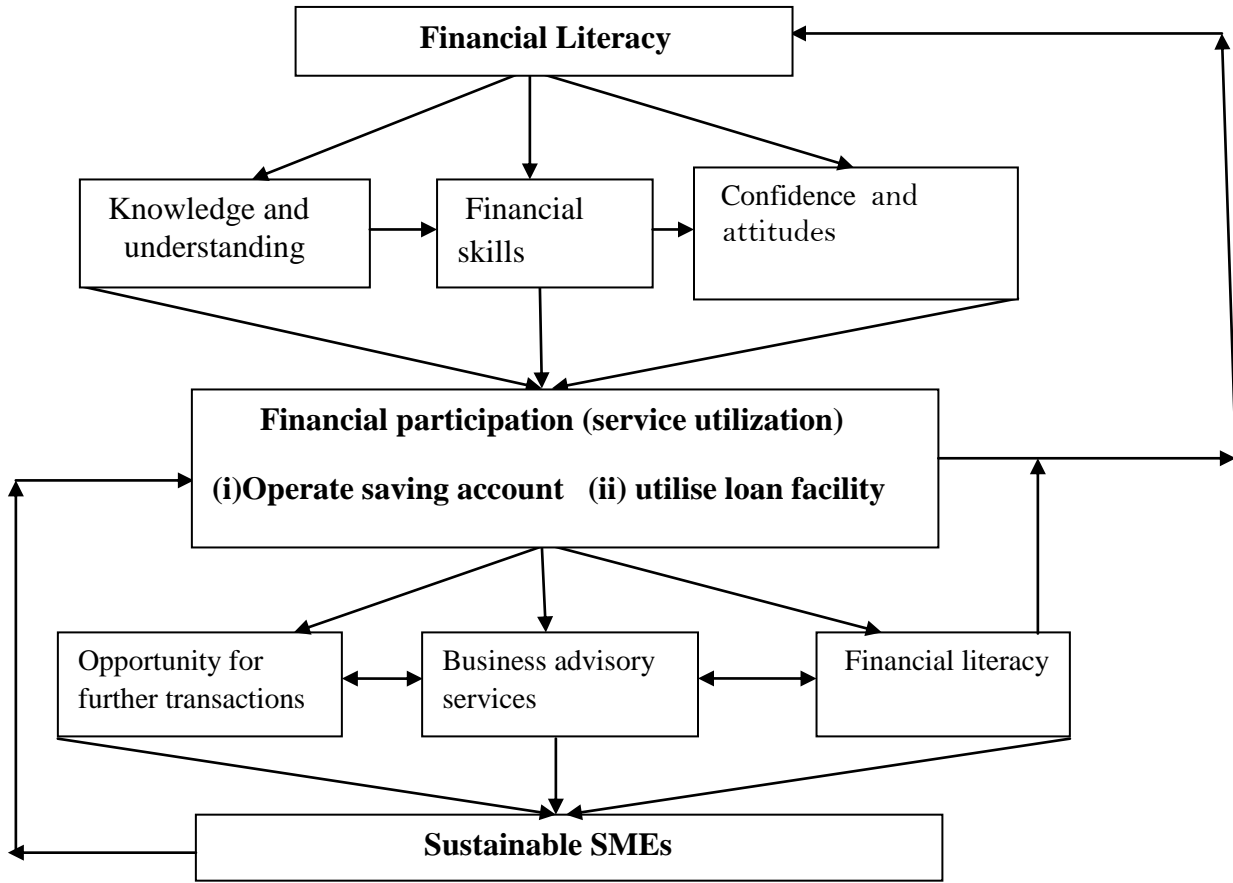 Financial Literacy
Knowledge and
understanding
Financial
skills
Confidence and
attitudes
Financial participation (service utilization)
(i)Operate saving account (ii) utilise loan facility
Opportunity for
further transactions
Business advisory
services
Financial literacy
Sustainable SMEs